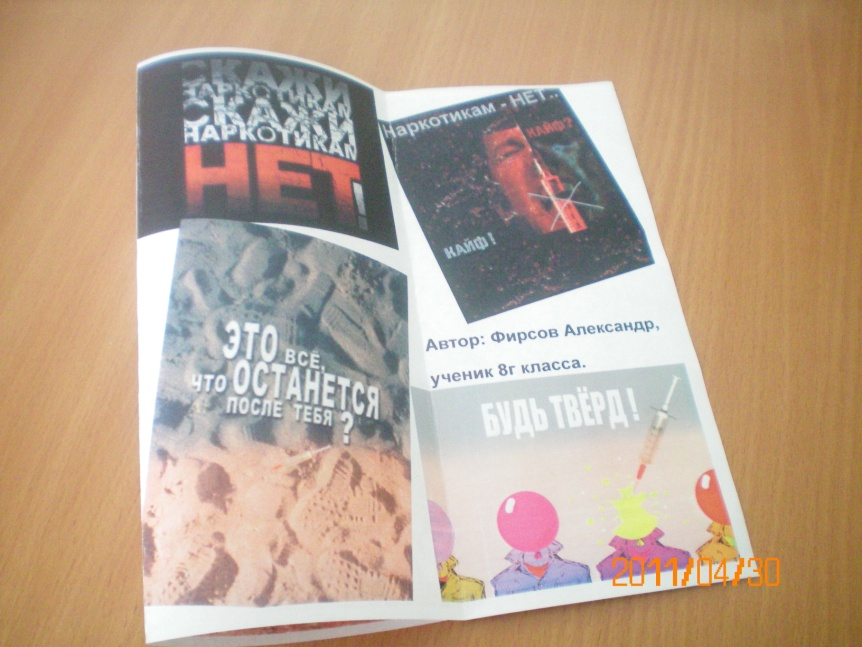 СКАЖИ
НАРКОТИКАМ
СКАЖИ
НАРКОТИКАМ
НЕТ!
ЭТО ВСЁ,
ЧТО ОСТАНЕТСЯ
ПОСЛЕ ТЕБЯ?
Наркотикам - НЕТ...
КАЙФ?
КАЙФ!
Автор: Фирсов Александр,
ученик 8г класса.
БУДЬ ТВЁРД!
2011/04/30